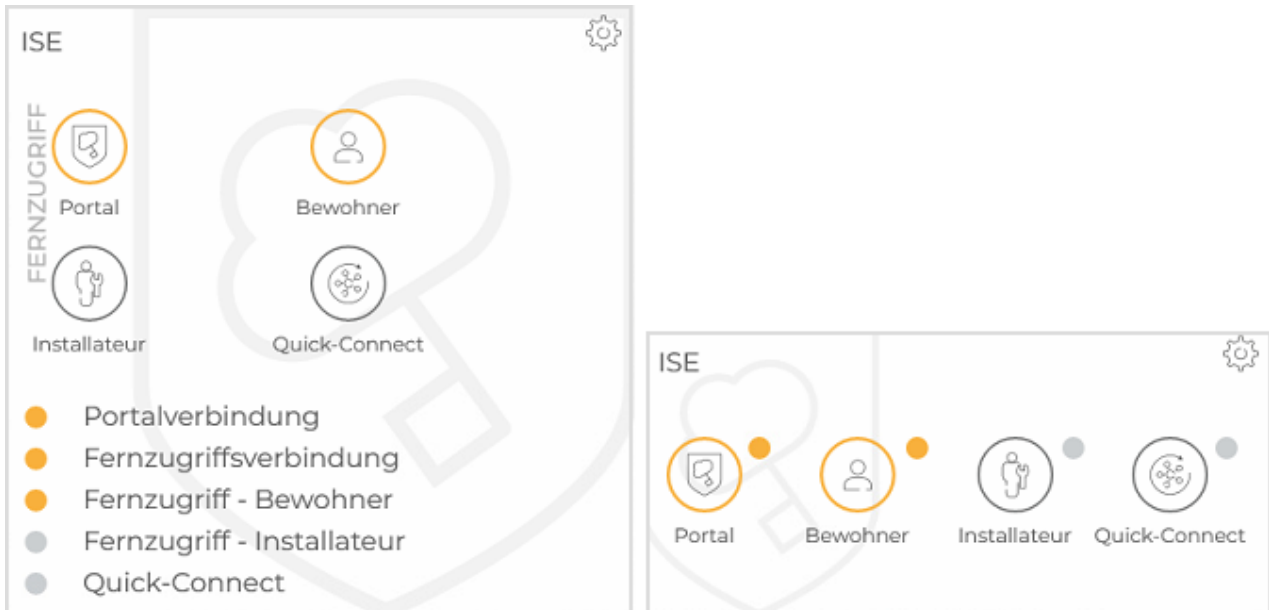 ISE
FERNZUGRIFF
Portal
Bewohner
Installateur
Quick-Connect
Portalverbindung
Fernzugriffsverbindung
Fernzugriff - Bewohner
Fernzugriff - Installateur
Quick-Connect
ISE
Portal
Bewohner
Installateur
Quick-Connect